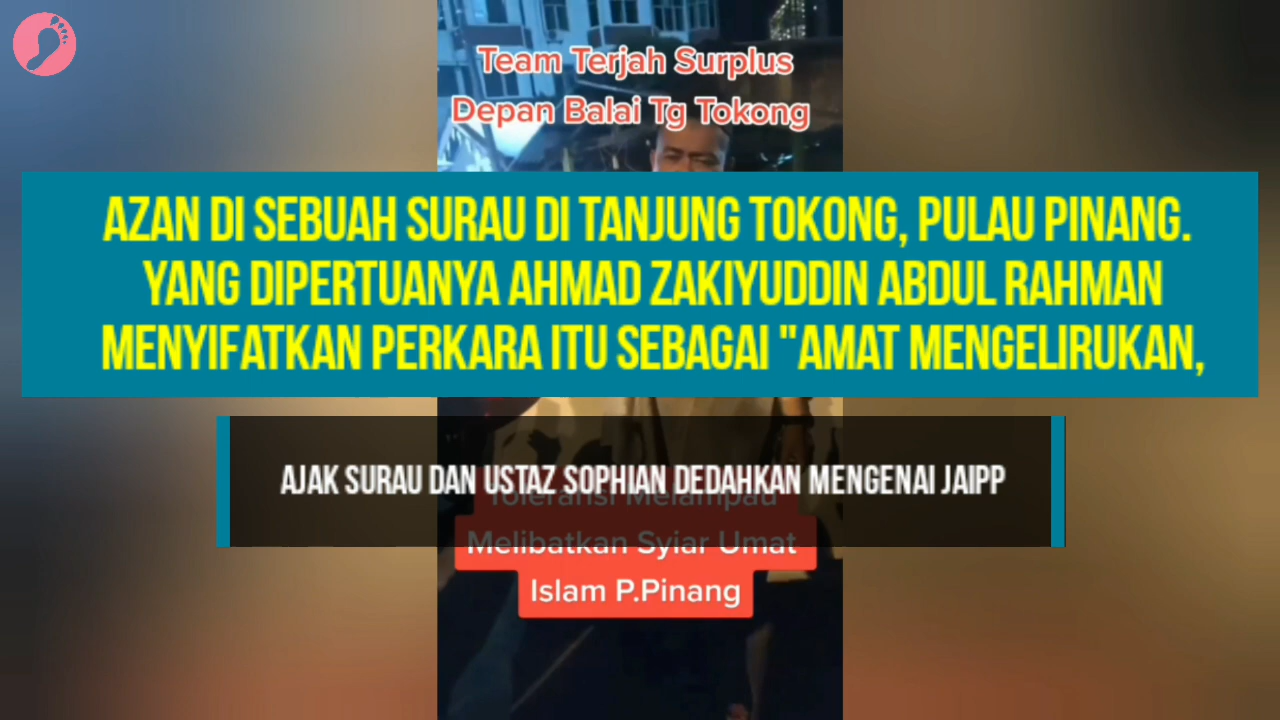 Team Terjah Surplus
Depan Balai Tg Tokong
AZAN DI SEBUAH SURAU DI TANJUNG TOKONG, PULAU PINANG.
YANG DIPERTUANYA AHMAD ZAKIYUDDIN ABDUL RAHMAN
MENYIFATKAN PERKARA ITU SEBAGAI "AMAT MENGELIRUKAN,
AJAK SURAU DAN USTAZ SOPHIAN DEDAHKAN MENGENAI JAIPP
Toleransi Melampau
Melibatkan Syiar Umat
Islam P.Pinang